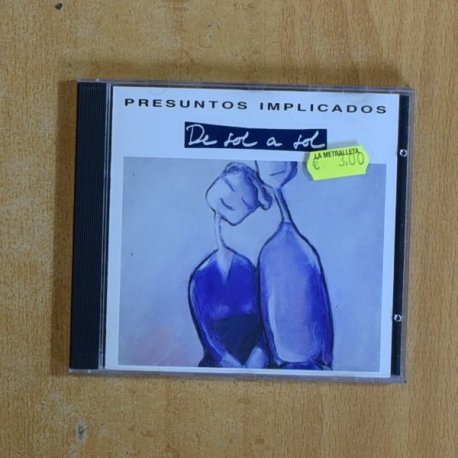 PRESUNTOS IMPLICADOS
De sol a sol
LA METRALLETA
€ 3,00